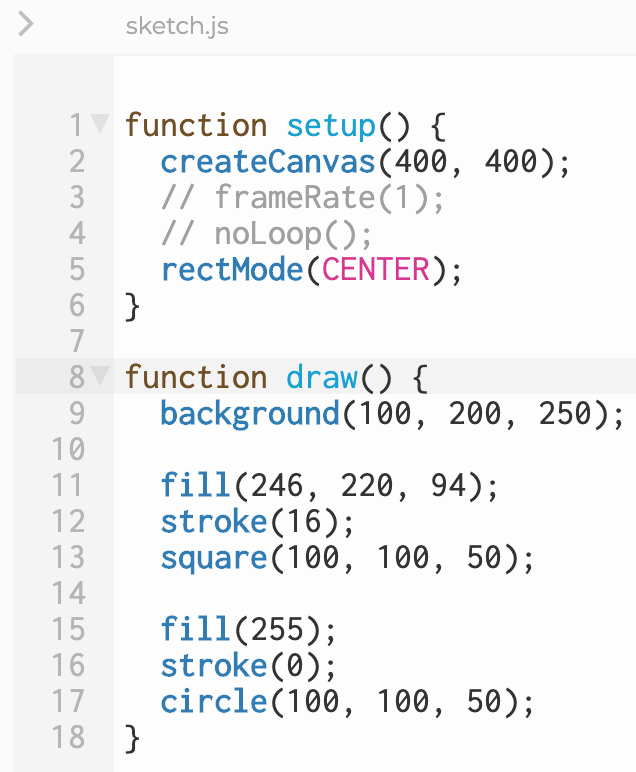 sketch.js
1 function setup() {
2 createCanvas(400, 400);
3 // frameRate(1);
4 // noLoop();
5 rectMode(CENTER);
6 }
7
8 function draw() {
9 background(100, 200, 250);
10
11 fill(246, 220, 94);
12 stroke(16);
13 square(100, 100, 50);
14
15 fill(255);
16 stroke(0);
17 circle(100, 100, 50);
18 }